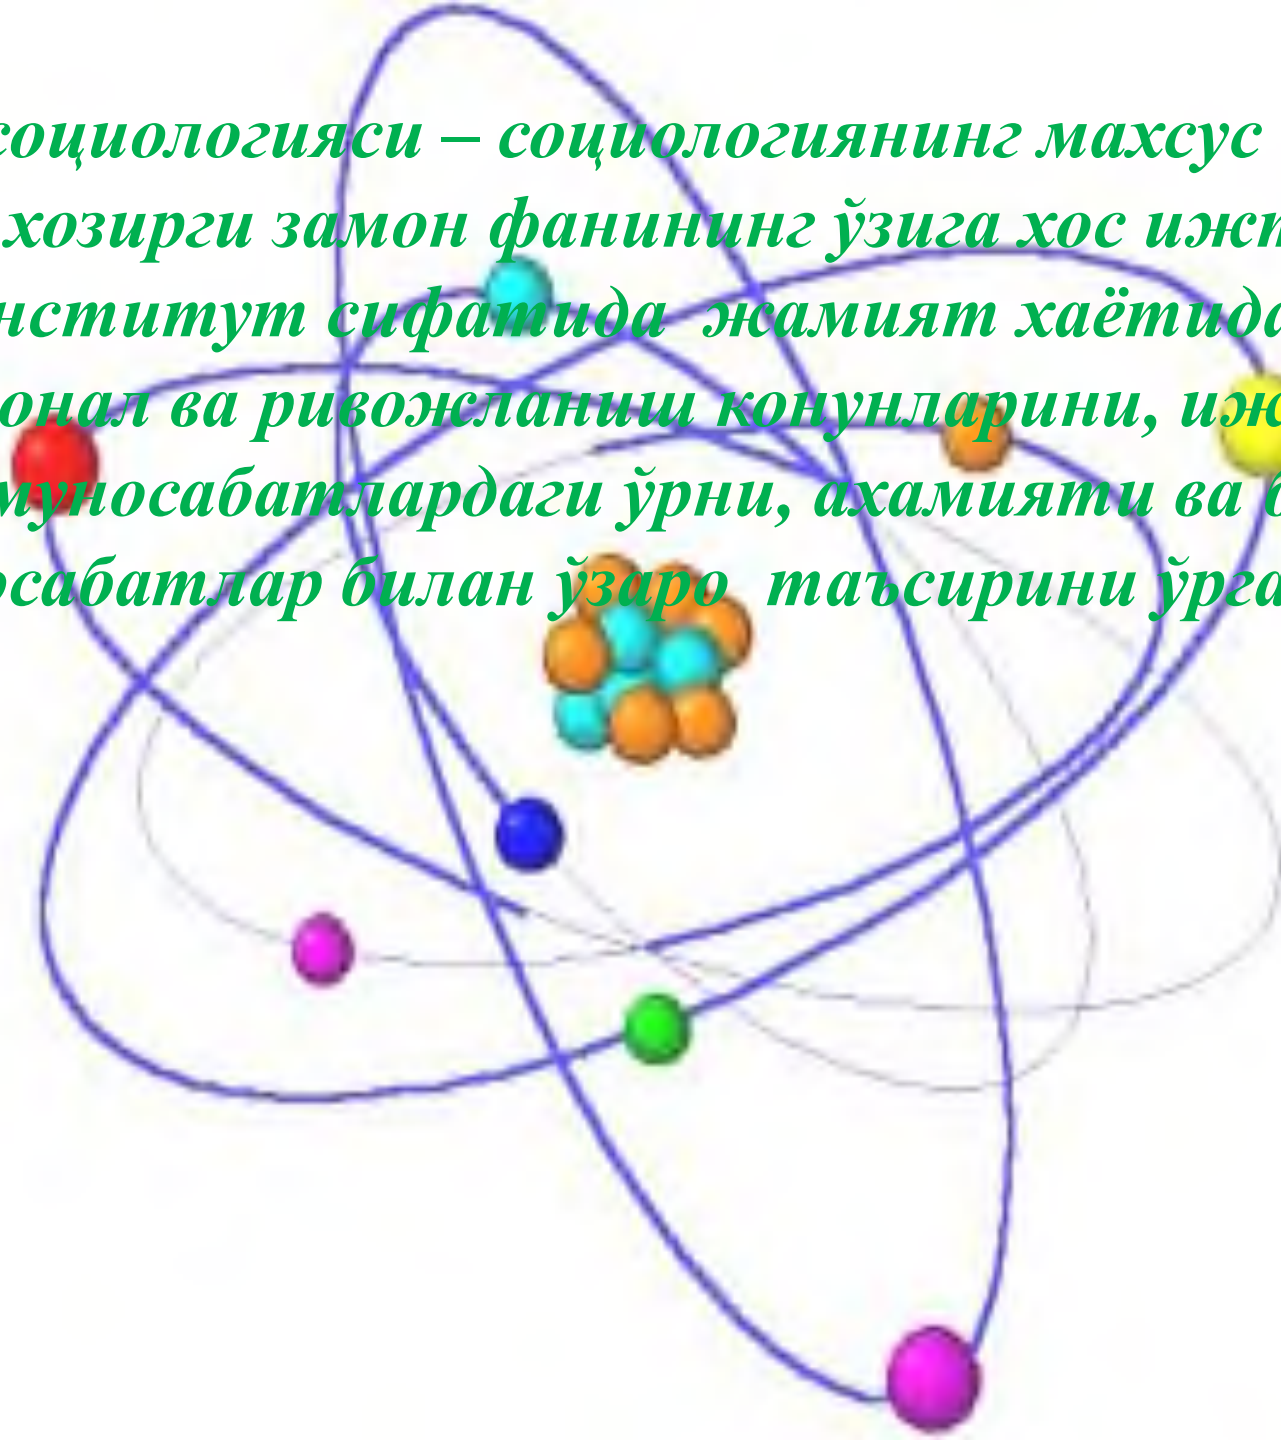 социологияси – социологиянинг махсус
хозирги замон фанининг ўзига хос ижт
нститут сифатида жамият хаётида
онал ва ривожланиш конунларини, иж
муносабатлардаги ўрни, ахамияти ва б
осабатлар билан ўзаро таъсирини ўрга